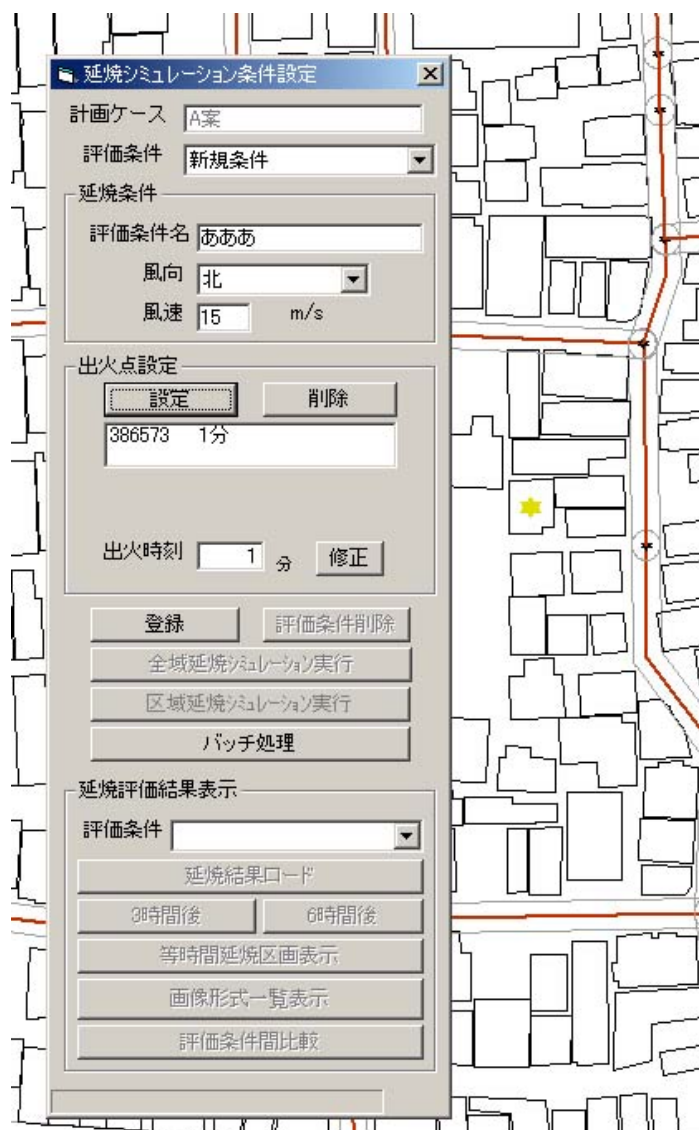 延焼シミュレーション条件設定
計画ケース A案
評価条件 新規条件
延焼条件
評価条件名 あああ
風向 北
風速 15 m/s
出火点設定
設定 削除
386573 1分
出火時刻 1 分 修正
登録 評価条件削除
全域延焼シミュレーション実行
区域延焼シミュレーション実行
バッチ処理
延焼評価結果表示
評価条件
延焼結果ロード
3時間後 6時間後
等時間延焼区画表示
画像形式一覧表示
評価条件間比較